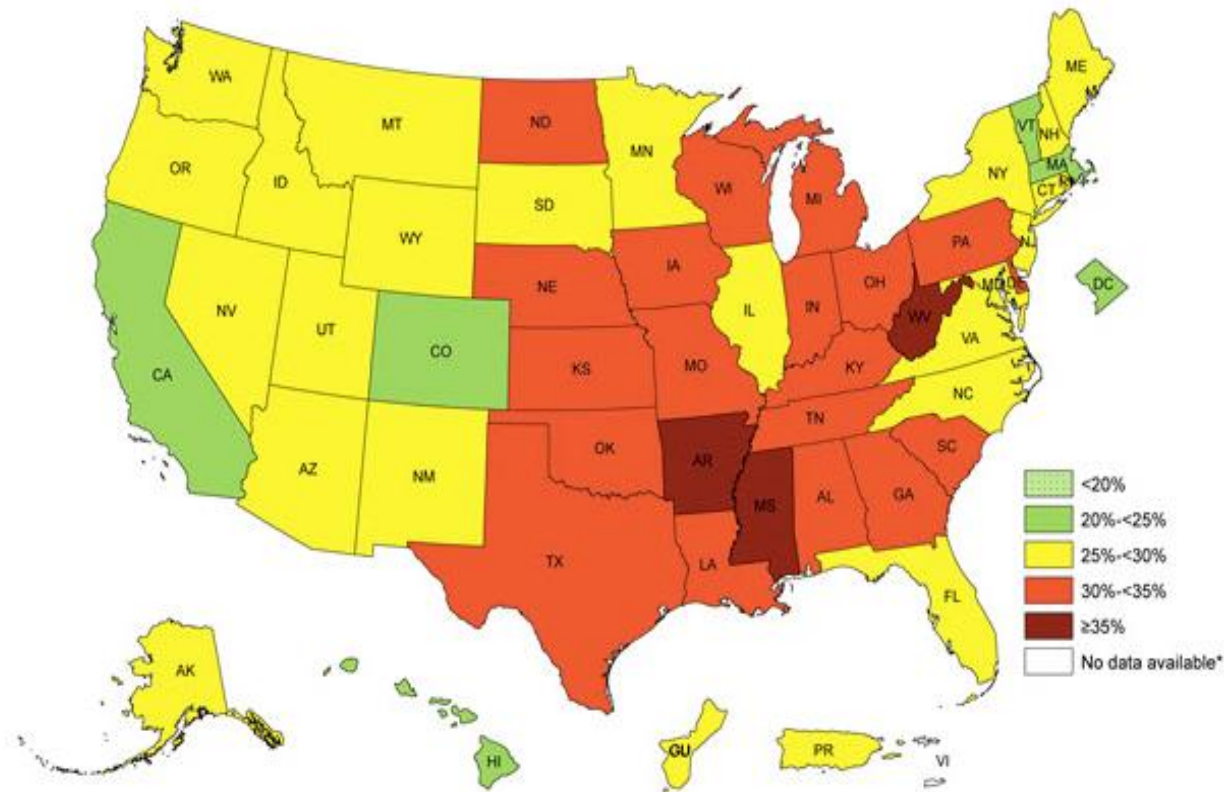 WA
MT
ND
MN
ME
VT
NH
OR
ID
SD
WI
MI
NY
MA
CT
RI
WY
IA
PA
NJ
NE
NV
UT
CO
IL
IN
OH
MD
DE
DC
WV
VA
CA
KS
MO
KY
AZ
NM
OK
AR
TN
NC
SC
MS
AL
GA
TX
LA
FL
<20%
20%-<25%
25%-<30%
30%-<35%
≥35%
No data available*
AK
HI
GU
PR
VI